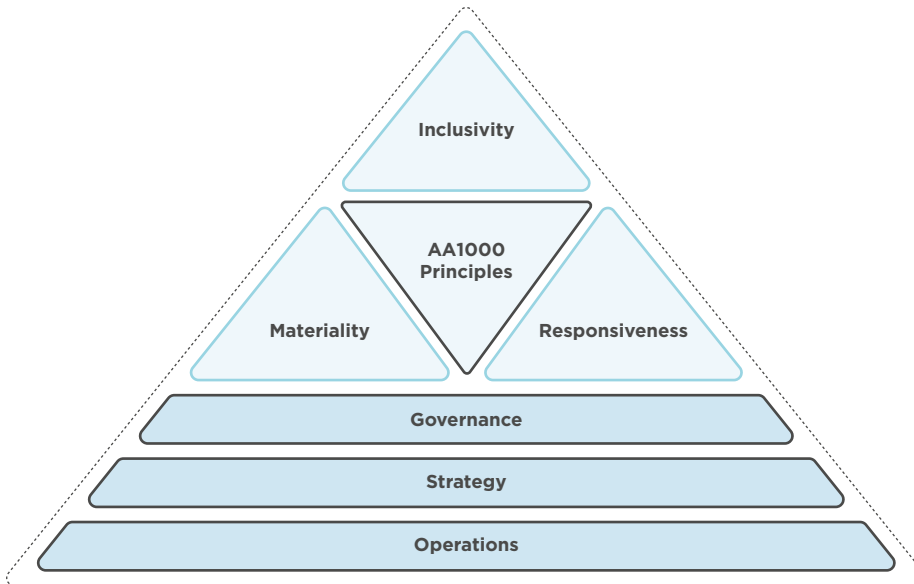 Inclusivity
AA1000
Principles
Materiality
Responsiveness
Governance
Strategy
Operations